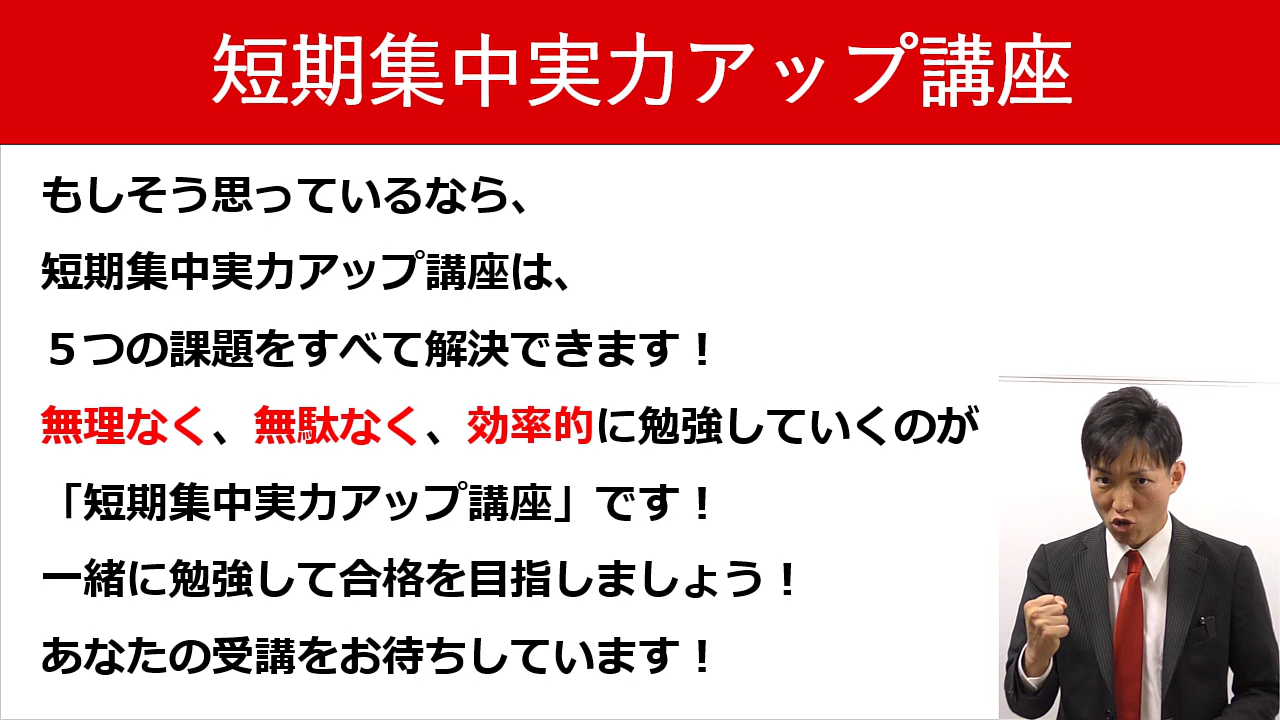 短期集中実力アップ講座
もしそう思っているなら、
短期集中実力アップ講座は、
５つの課題をすべて解決できます！
無理なく、無駄なく、効率的に勉強していくのが
「短期集中実力アップ講座」です！
一緒に勉強して合格を目指しましょう！
あなたの受講をお待ちしています！